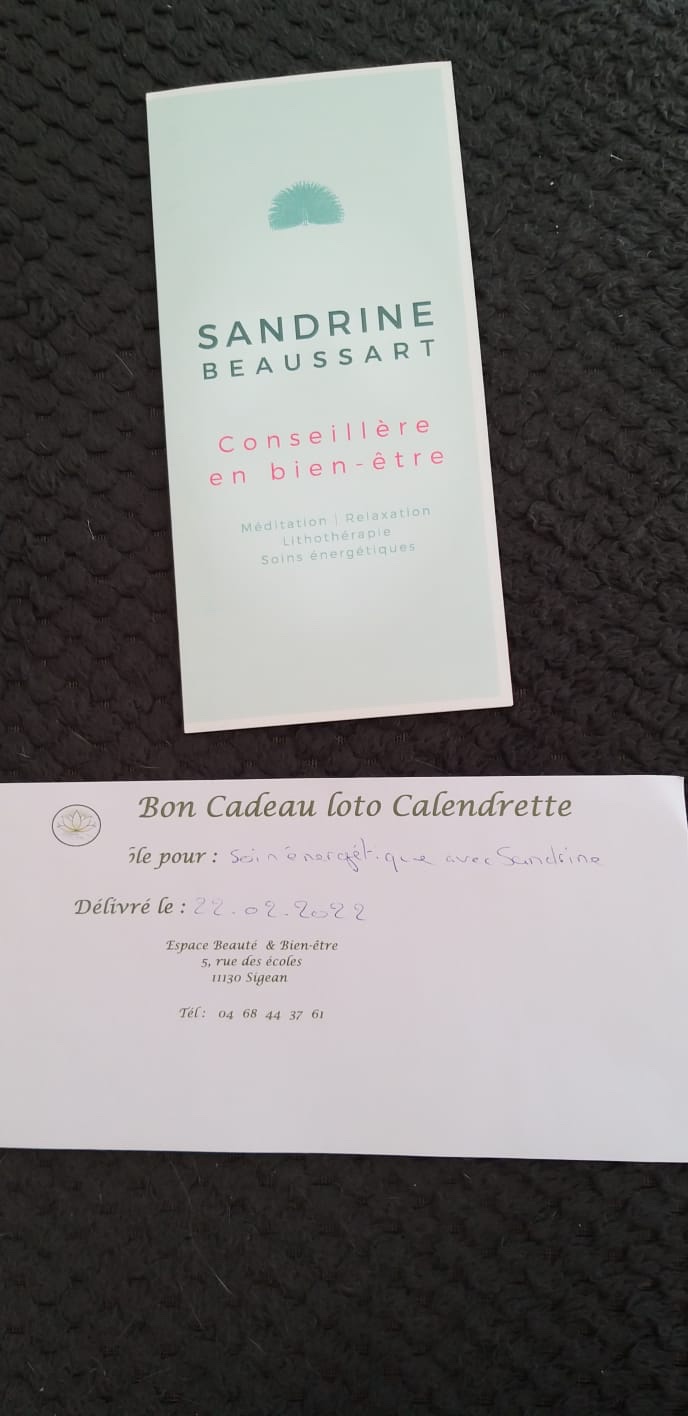 SANDRINE
BEAUSSART
Conseillère
en bien-être
Méditation | Relaxation
Lithothérapie
Soins énergétiques
Bon Cadeau loto Calendrette
ôle pour : Soin énergétique avec Sandrine
Délivré le : 22.02.2022
Espace Beauté & Bien-être
5, rue des écoles
11130 Sigean
Tél : 04 68 44 37 61